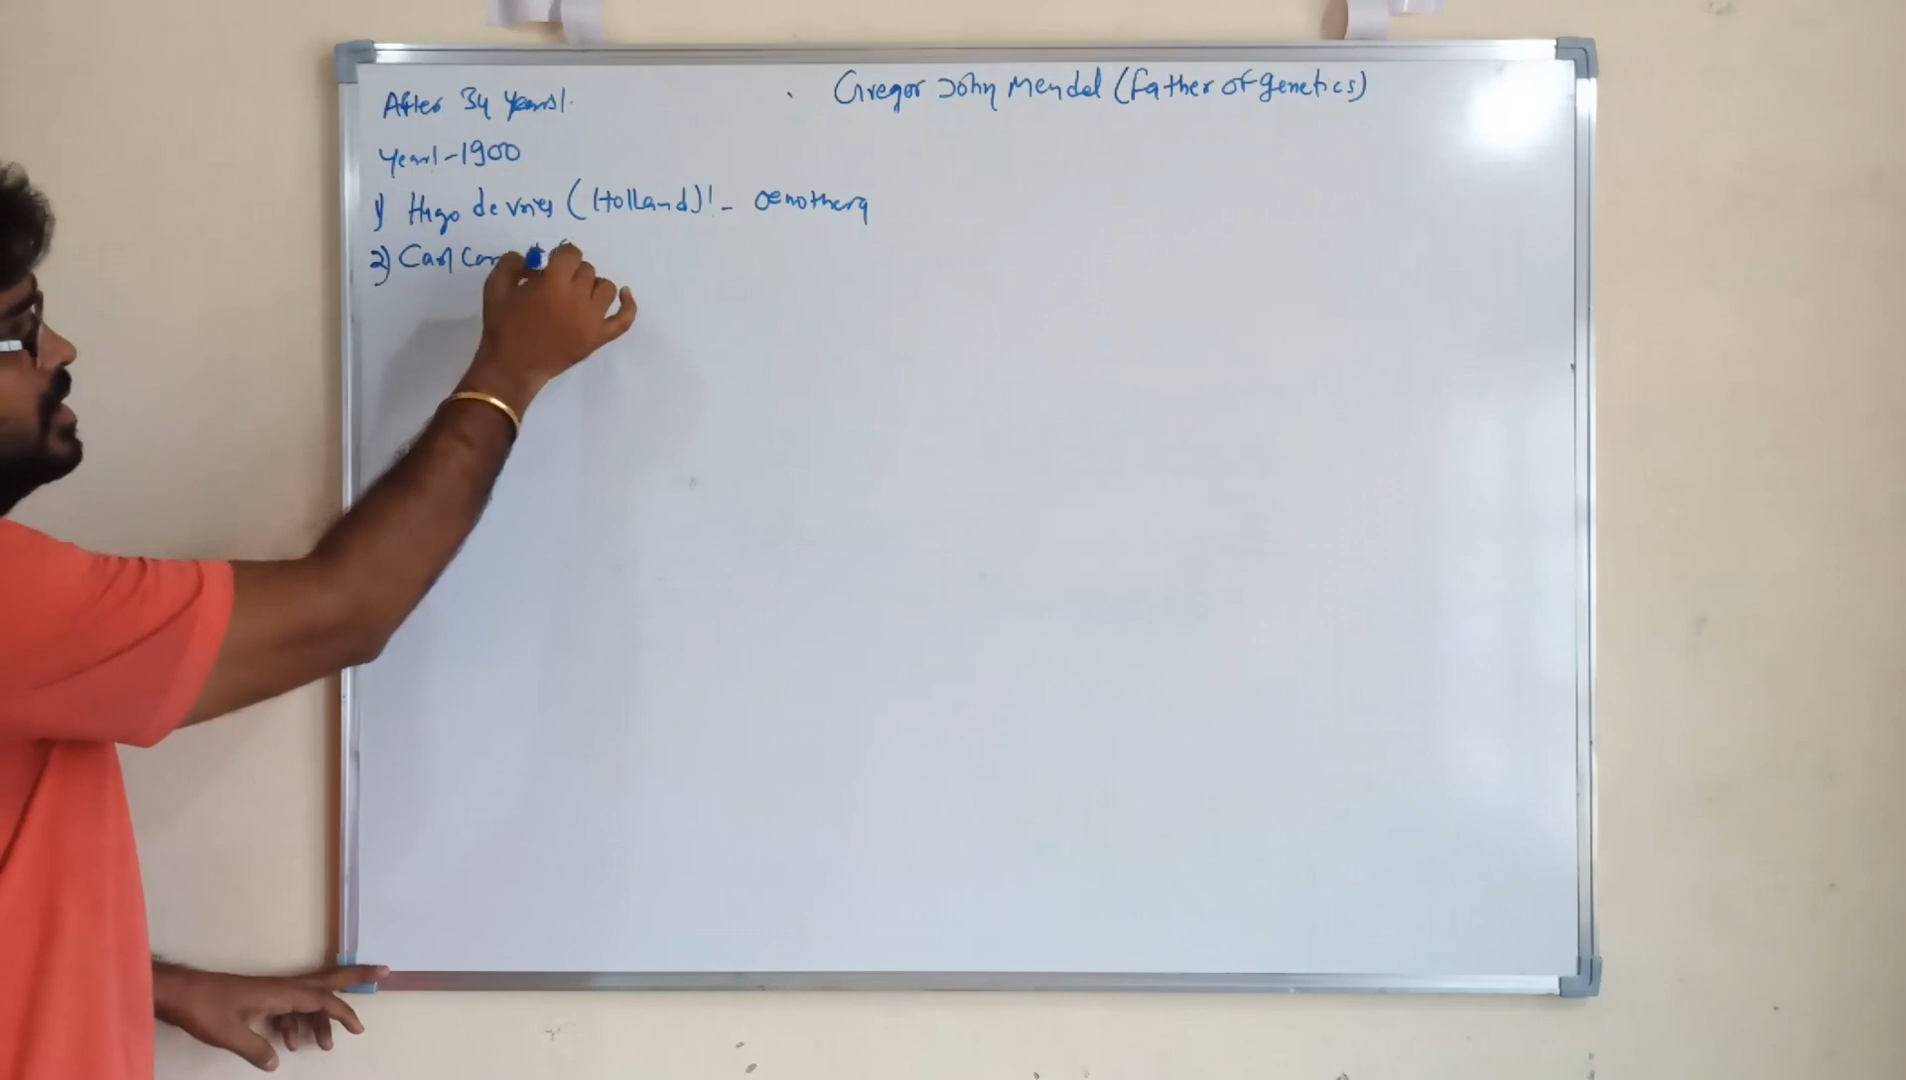 After 34 years!.
Gregor John Mendel (Father of genetics)
Year! - 1900
1) Hugo de vries (Holland)! - Oenothera
2) Carl Corr